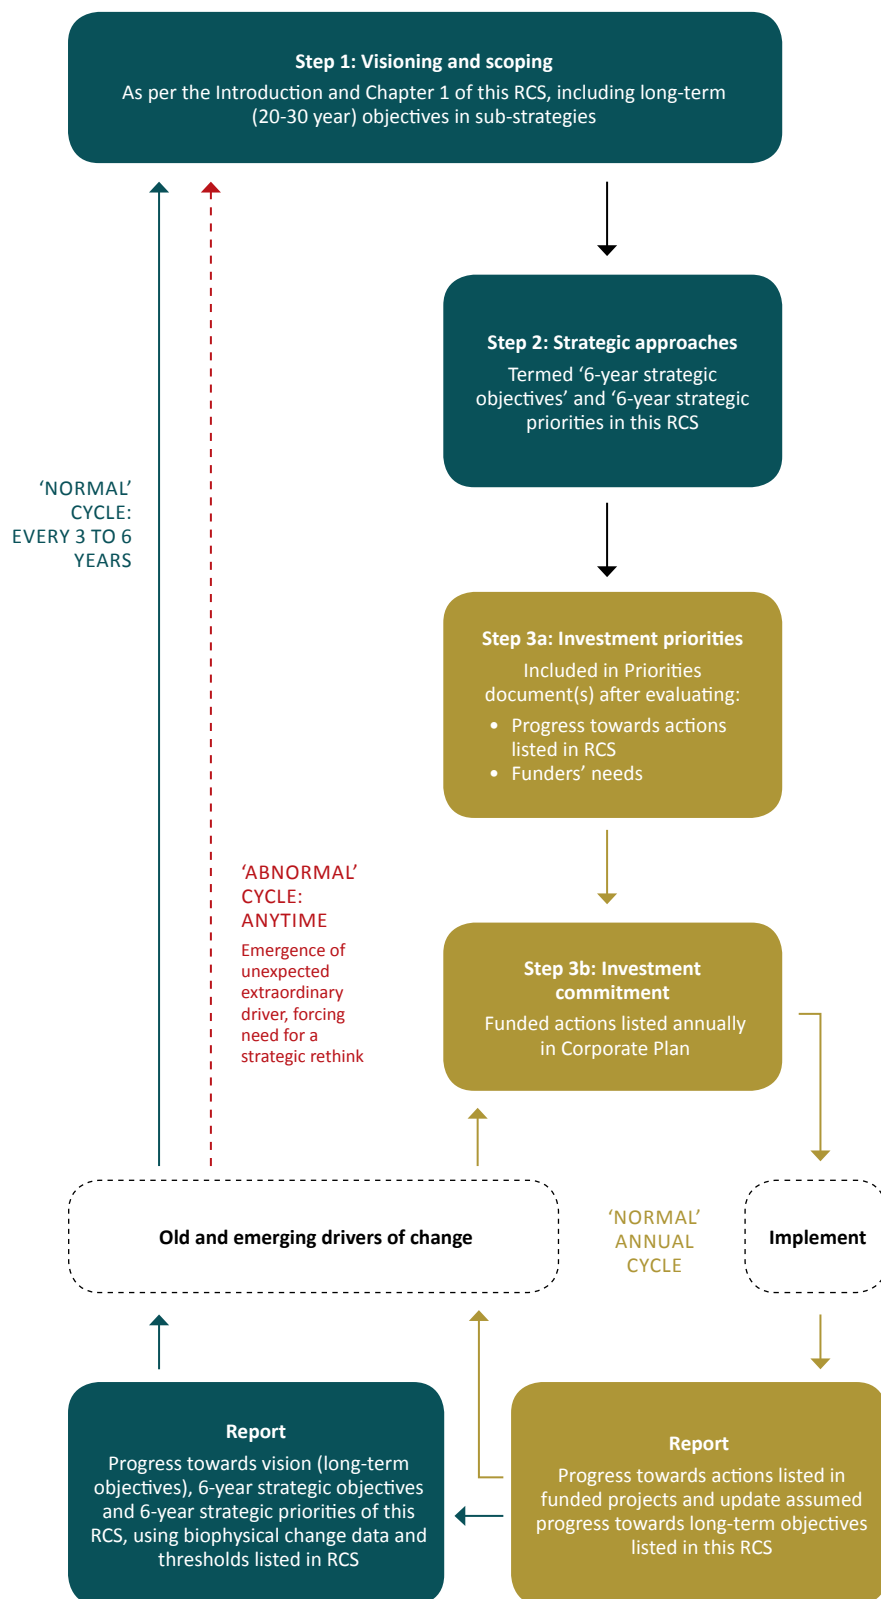 Step 1: Visioning and scoping
As per the Introduction and Chapter 1 of this RCS, including long-term
(20-30 year) objectives in sub-strategies
Step 2: Strategic approaches
Termed ‘6-year strategic
objectives’ and ‘6-year strategic
priorities in this RCS
‘NORMAL’
CYCLE:
EVERY 3 TO 6
YEARS
Step 3a: Investment priorities
Included in Priorities
document(s) after evaluating:
• Progress towards actions
listed in RCS
• Funders’ needs
‘ABNORMAL’
CYCLE:
ANYTIME
Emergence of
unexpected
extraordinary
driver, forcing
need for a
strategic rethink
Step 3b: Investment
commitment
Funded actions listed annually
in Corporate Plan
Old and emerging drivers of change
‘NORMAL’
ANNUAL
CYCLE
Implement
Report
Progress towards vision (long-term
objectives), 6-year strategic objectives
and 6-year strategic priorities of this
RCS, using biophysical change data and
thresholds listed in RCS
Report
Progress towards actions listed in
funded projects and update assumed
progress towards long-term objectives
listed in this RCS